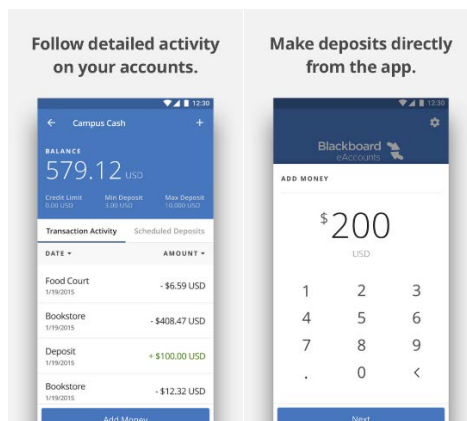 Follow detailed activity
on your accounts.
12:30
Campus Cash
BALANCE
579.12 USD
Credit Limit Min Deposit Max Deposit
0.00 USD 3.00 USD 10,000 USD
Transaction Activity Scheduled Deposits
DATE AMOUNT
Food Court
1/19/2015
- $6.59 USD
Bookstore
1/19/2015
- $408.47 USD
Deposit
1/19/2015
+ $100.00 USD
Bookstore
1/19/2015
- $12.32 USD
Add Money
Make deposits directly
from the app.
12:30
Blackboard
eAccounts
ADD MONEY
$200
USD
1 2 3
4 5 6
7 8 9
. 0 <
Next